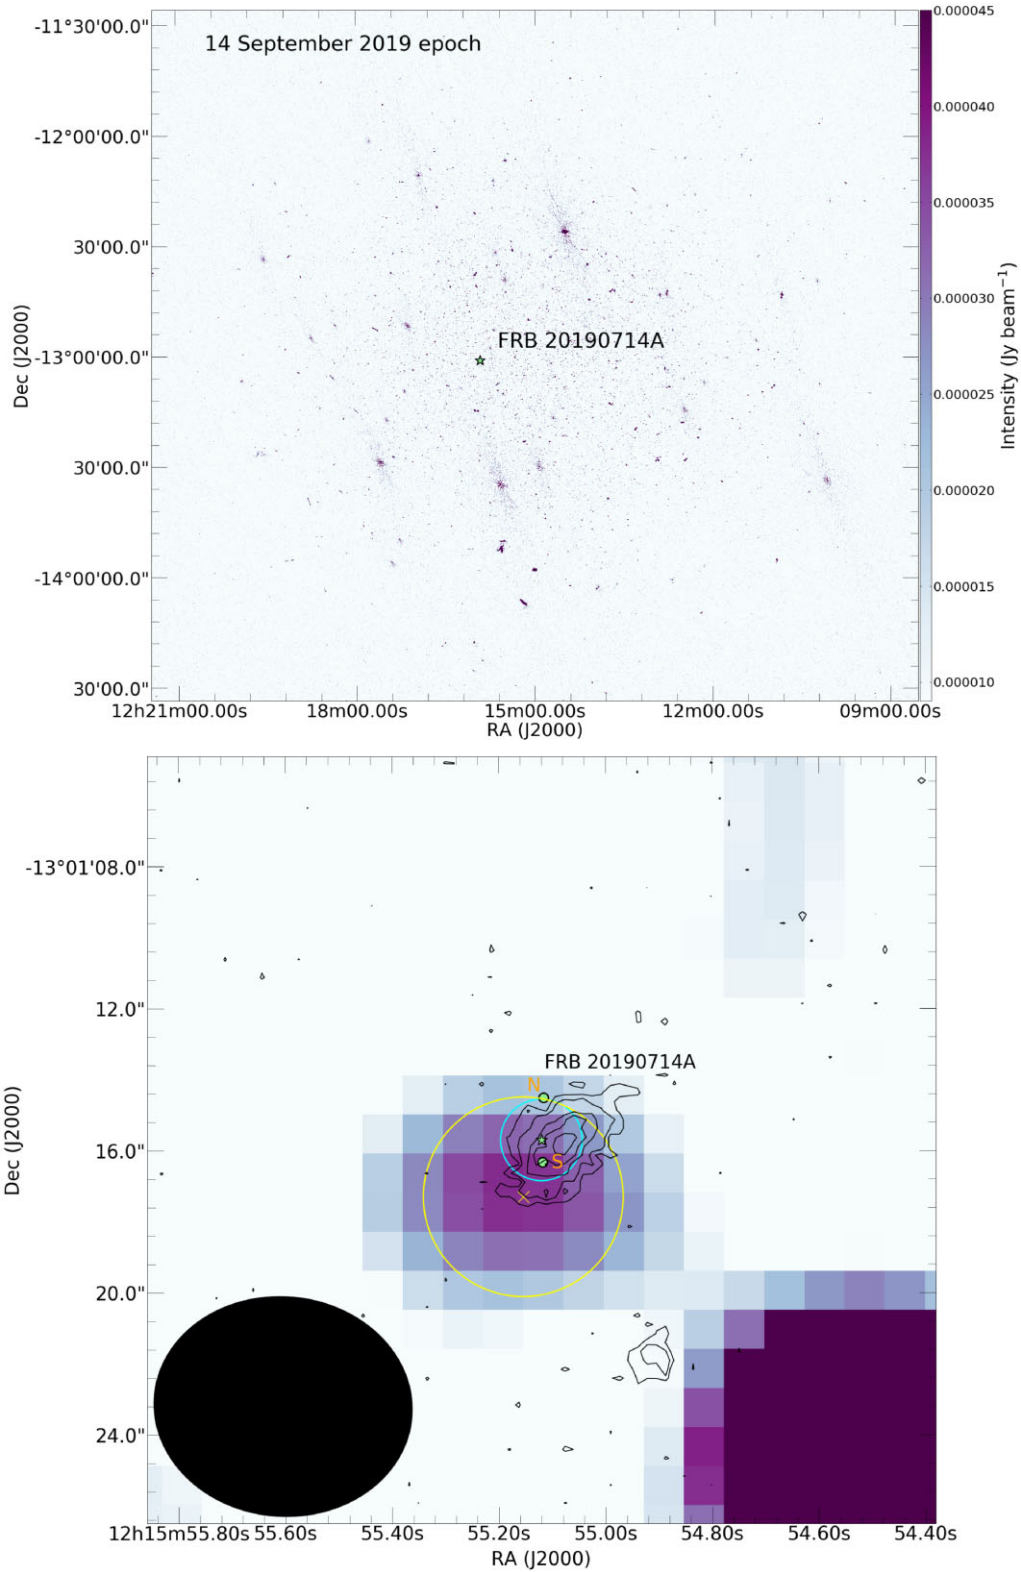 14 September 2019 epoch
-11°30'00.0"
-12°00'00.0"
30'00.0"
-13°00'00.0"
30'00.0"
-14°00'00.0"
30'00.0"
Dec (J2000)
FRB 20190714A
12h21m00.00s 18m00.00s 15m00.00s 12m00.00s 09m00.00s
RA (J2000)
0.000045
0.000040
0.000035
0.000030
0.000025
0.000020
0.000015
0.000010
Intensity (Jy beam⁻¹)
-13°01'08.0"
12.0"
16.0"
20.0"
24.0"
Dec (J2000)
FRB 20190714A
N
S
12h15m55.80s 55.60s 55.40s 55.20s 55.00s 54.80s 54.60s 54.40s
RA (J2000)